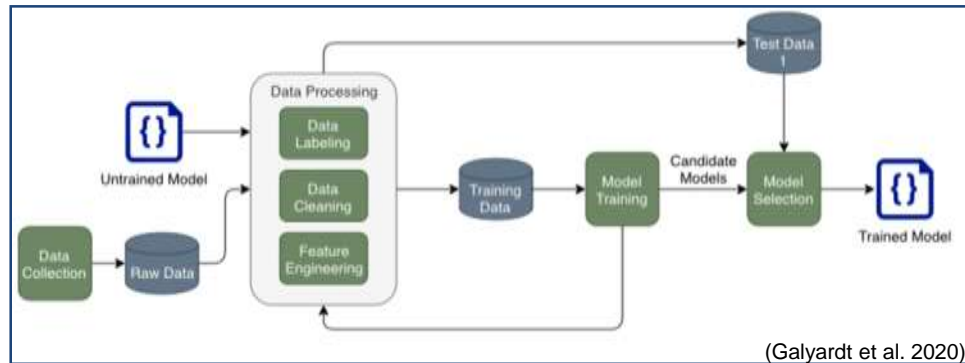 Test Data
1
Data Processing
Data
Labeling
Untrained Model
Data
Cleaning
Training
Data
Model
Training
Candidate
Models
Model
Selection
Trained Model
Data
Collection
Raw Data
Feature
Engineering
(Galyardt et al. 2020)